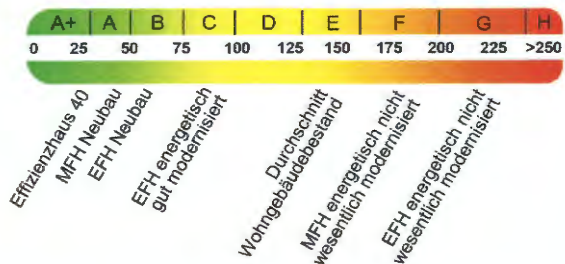 A+ A B C D E F G H
0 25 50 75 100 125 150 175 200 225 >250
Effizienzhaus 40
MFH Neubau
EFH Neubau
EFH energetisch
gut modernisiert
Durchschnitt
Wohngebäudebestand
MFH energetisch nicht
wesentlich modernisiert
EFH energetisch nicht
wesentlich modernisiert